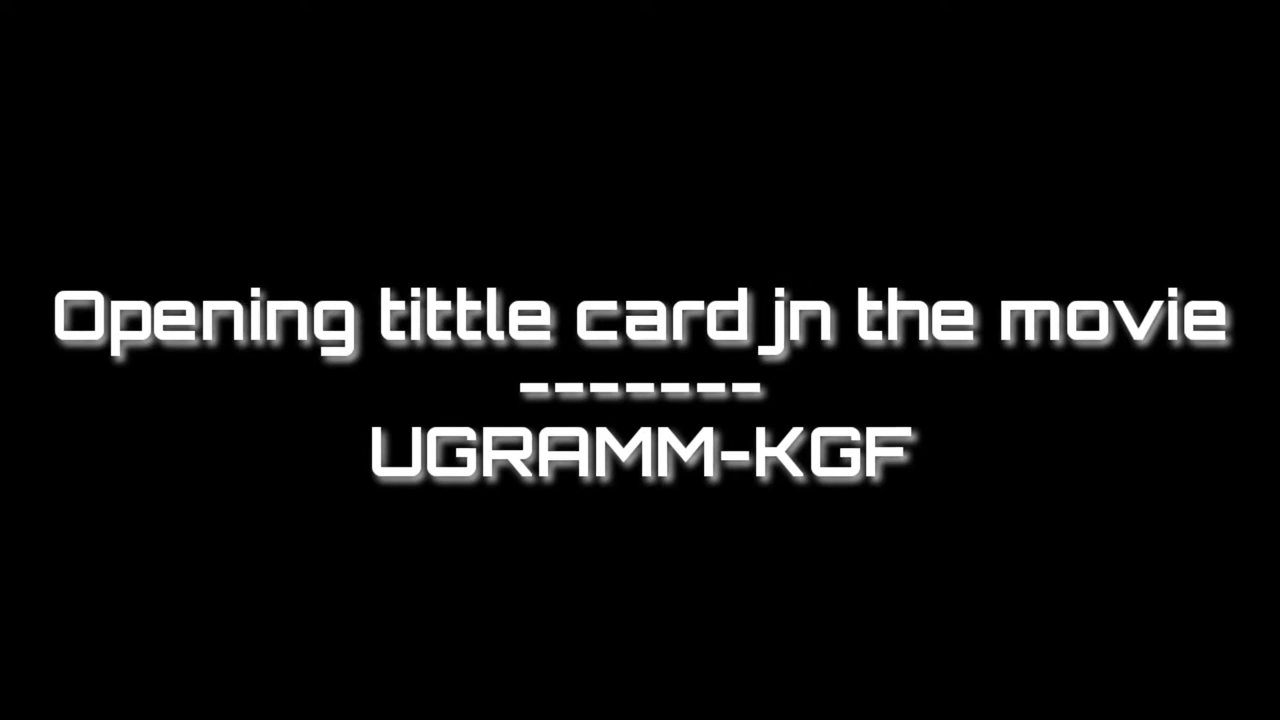 Opening tittle card jn the movie
-------
UGRAMM-KGF